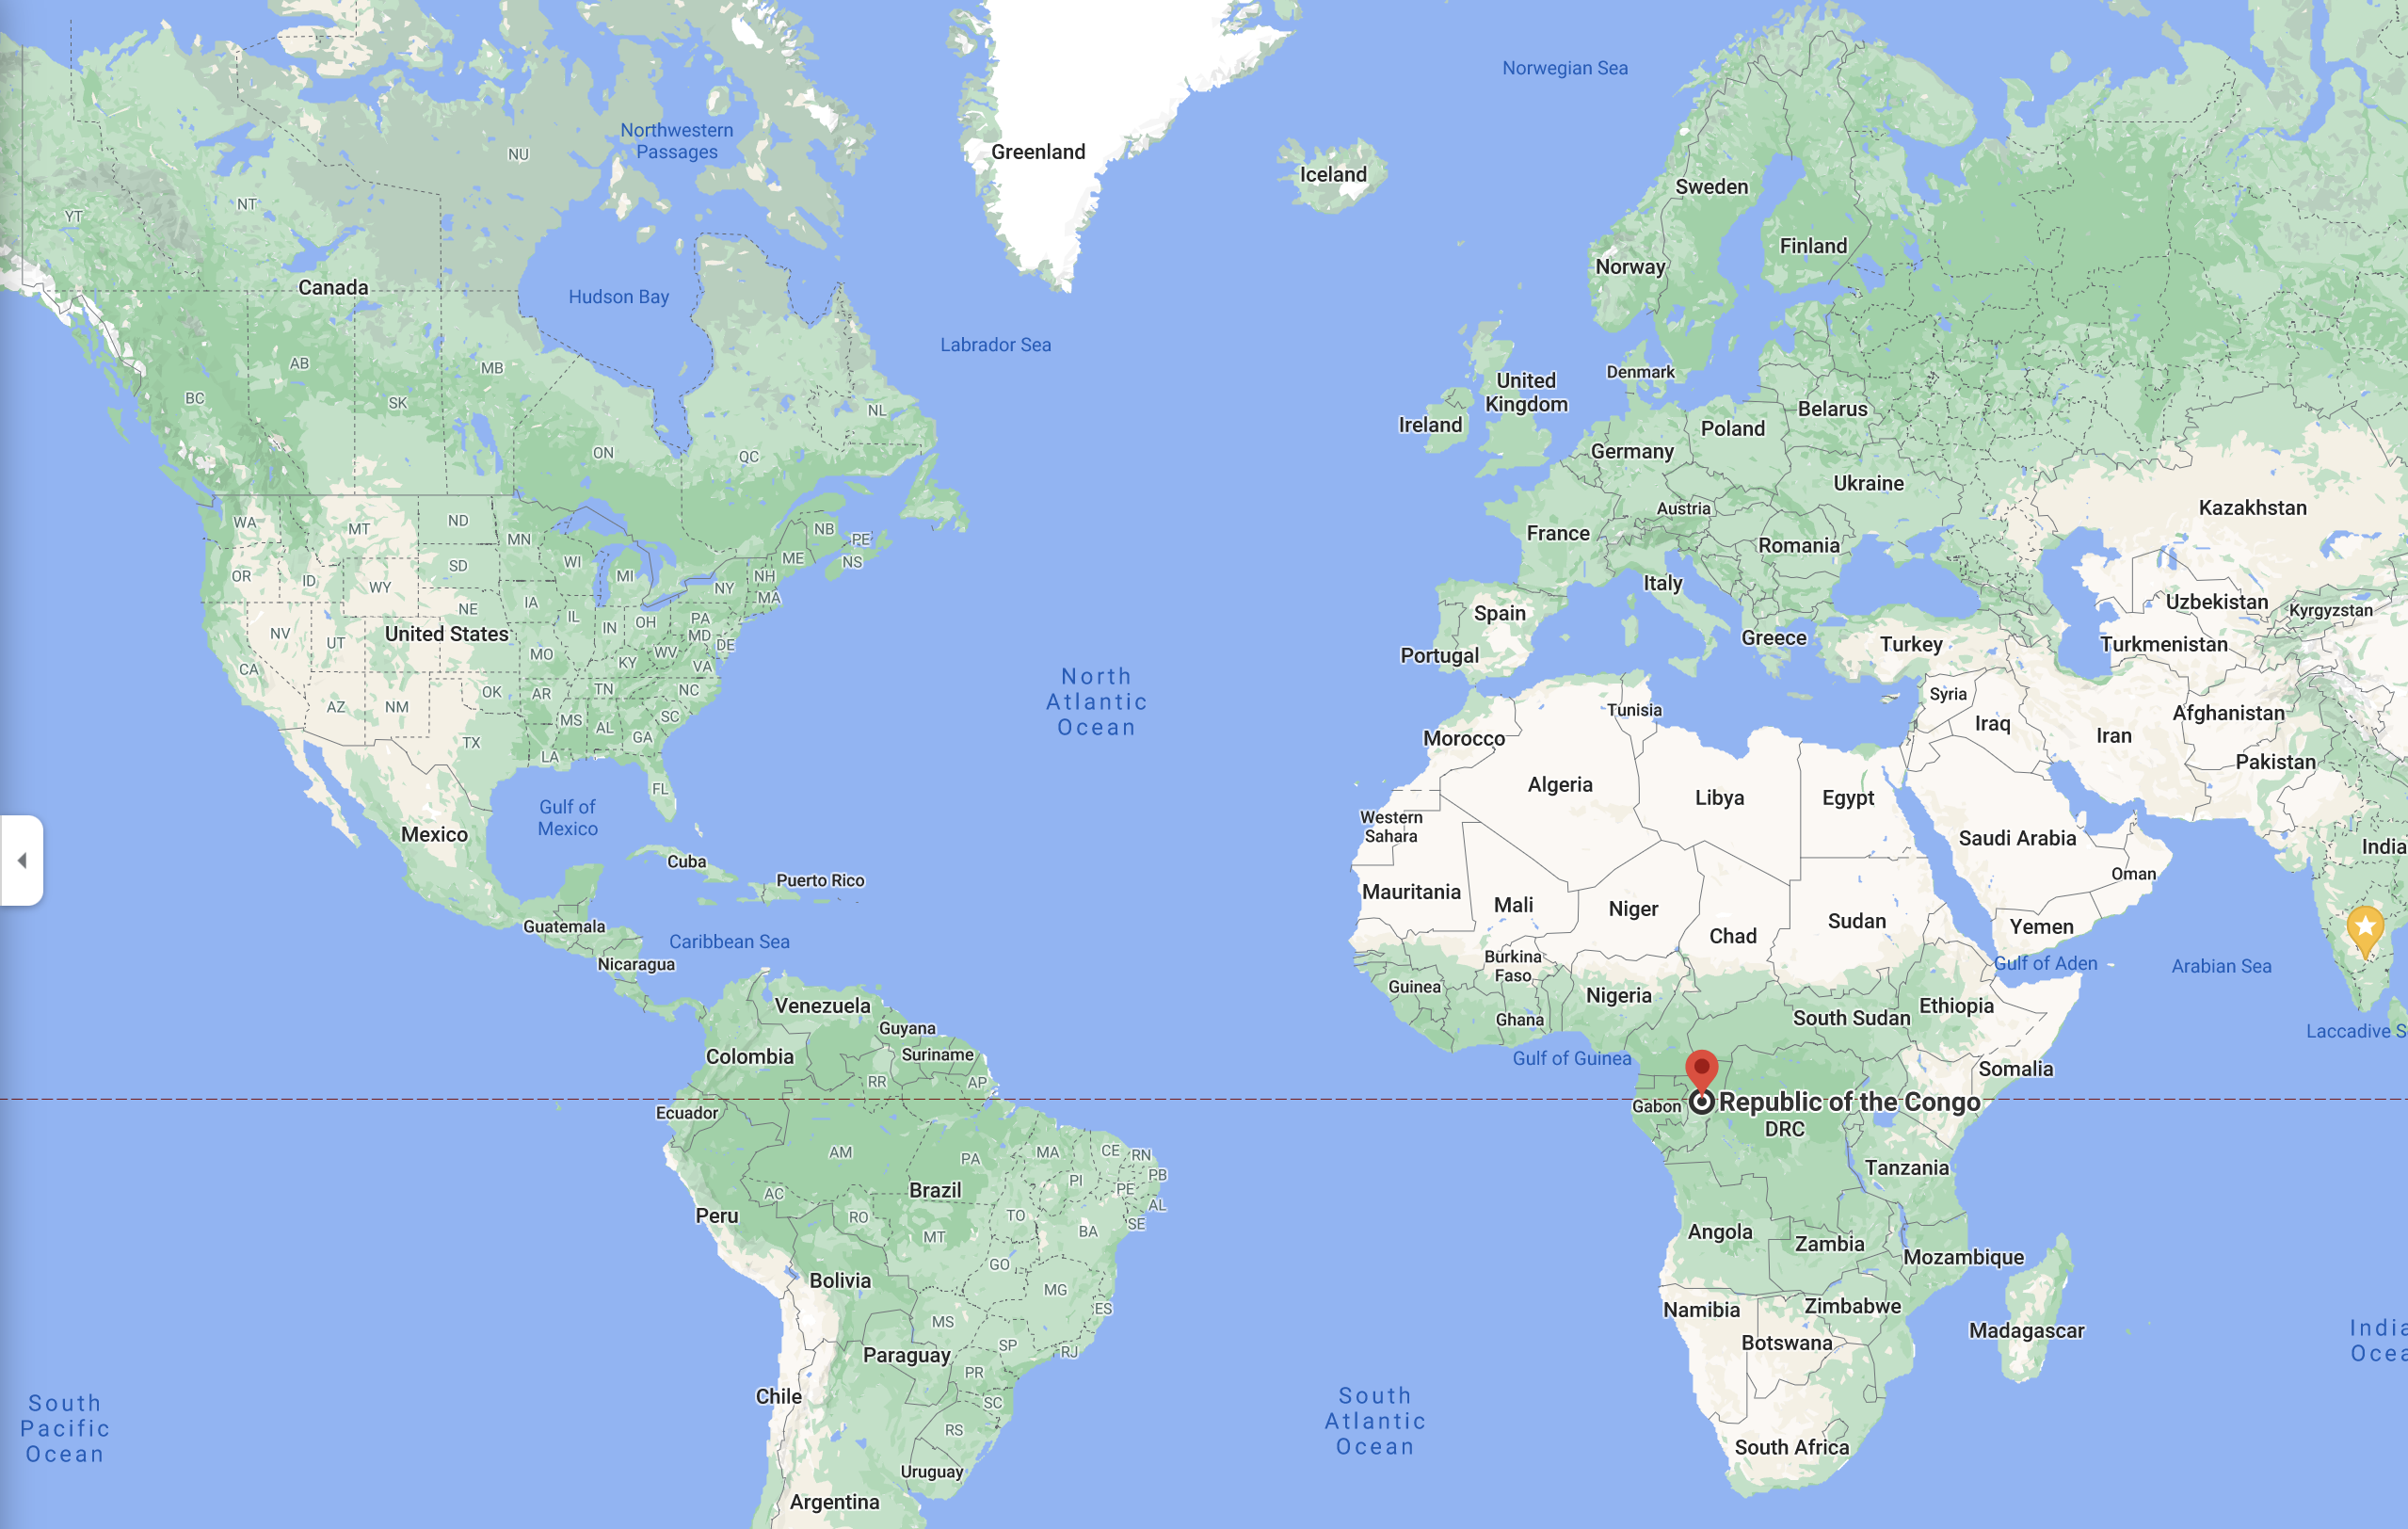 Norwegian Sea
Northwestern
Passages
NU
Greenland
Iceland
Sweden
NT
YT
Finland
Norway
Canada
Hudson Bay
Labrador Sea
AB
MB
Denmark
United
Kingdom
BC
SK
NL
Belarus
Ireland
Poland
ON
QC
Germany
Ukraine
Kazakhstan
Austria
WA
MT
ND
MN
NB
PE
France
Romania
OR
ID
WY
SD
WI
MI
NY
NH
ME
NS
MA
Italy
Uzbekistan
Kyrgyzstan
NE
IA
IL
IN
OH
PA
Spain
NV
UT
United States
MD
DE
Greece
Turkey
Turkmenistan
CA
MO
KY
WV
VA
Portugal
North
Atlantic
Ocean
AZ
NM
OK
AR
TN
NC
Syria
Tunisia
Afghanistan
MS
AL
SC
GA
Iraq
Iran
TX
LA
Morocco
Pakistan
FL
Algeria
Libya
Egypt
Gulf of
Mexico
Mexico
Western
Sahara
Saudi Arabia
India
Cuba
Puerto Rico
Oman
Mauritania
Mali
Niger
Sudan
Yemen
Guatemala
Chad
Caribbean Sea
Burkina
Faso
Gulf of Aden
Arabian Sea
Nicaragua
Guinea
Nigeria
Venezuela
Ethiopia
Guyana
Ghana
South Sudan
Laccadive S
Colombia
Suriname
Gulf of Guinea
Somalia
RR
AP
Ecuador
Gabon
Republic of the Congo
DRC
AM
PA
MA
CE
RN
PB
Tanzania
AC
Brazil
PI
PE
AL
Peru
RO
TO
BA
SE
MT
Angola
Zambia
Mozambique
GO
Bolivia
MG
ES
Namibia
Zimbabwe
MS
SP
RJ
Botswana
Madagascar
India
Ocea
Paraguay
PR
Chile
SC
South
Pacific
Ocean
South
Atlantic
Ocean
RS
South Africa
Uruguay
Argentina